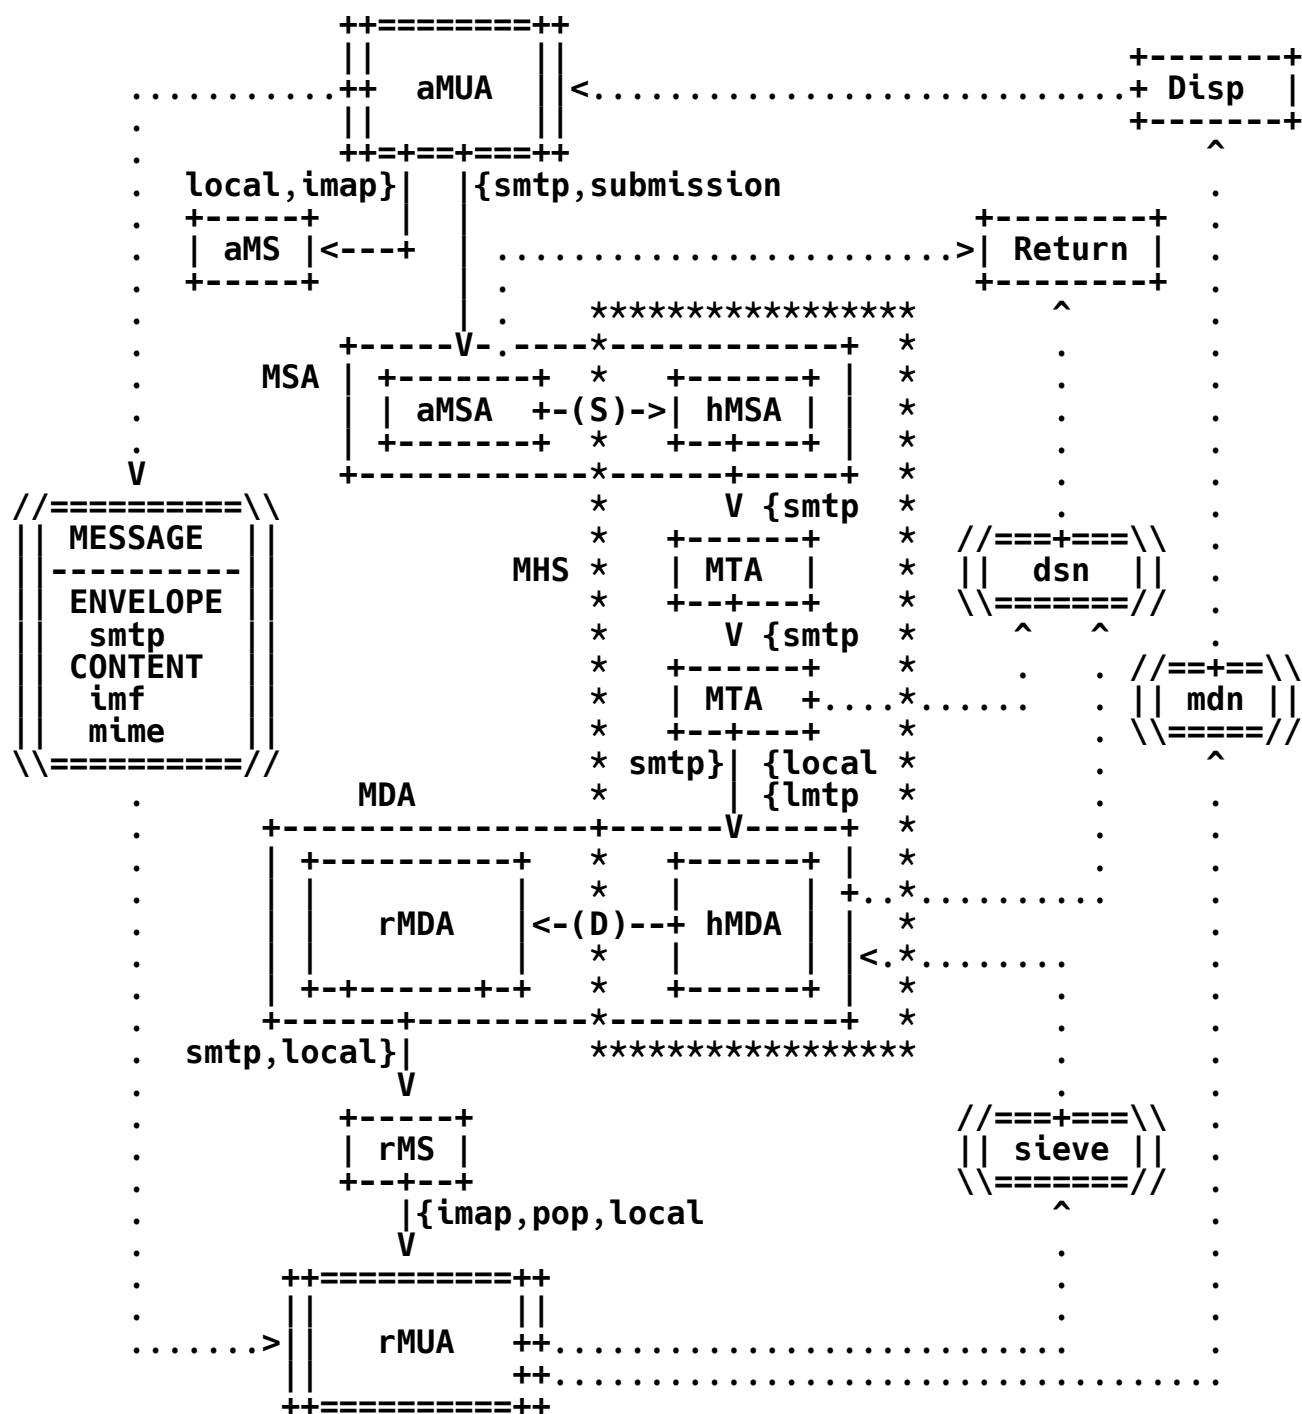 aMUA
Disp
local,imap} {smtp,submission
aMS
Return
MSA
aMSA (S) hMSA
{smtp
MESSAGE
MHS MTA dsn
ENVELOPE
smtp {smtp
CONTENT
imf MTA mdn
mime
smtp} {local
MDA {lmtp
rMDA (D) hMDA
smtp,local}
rMS sieve
{imap,pop,local
rMUA